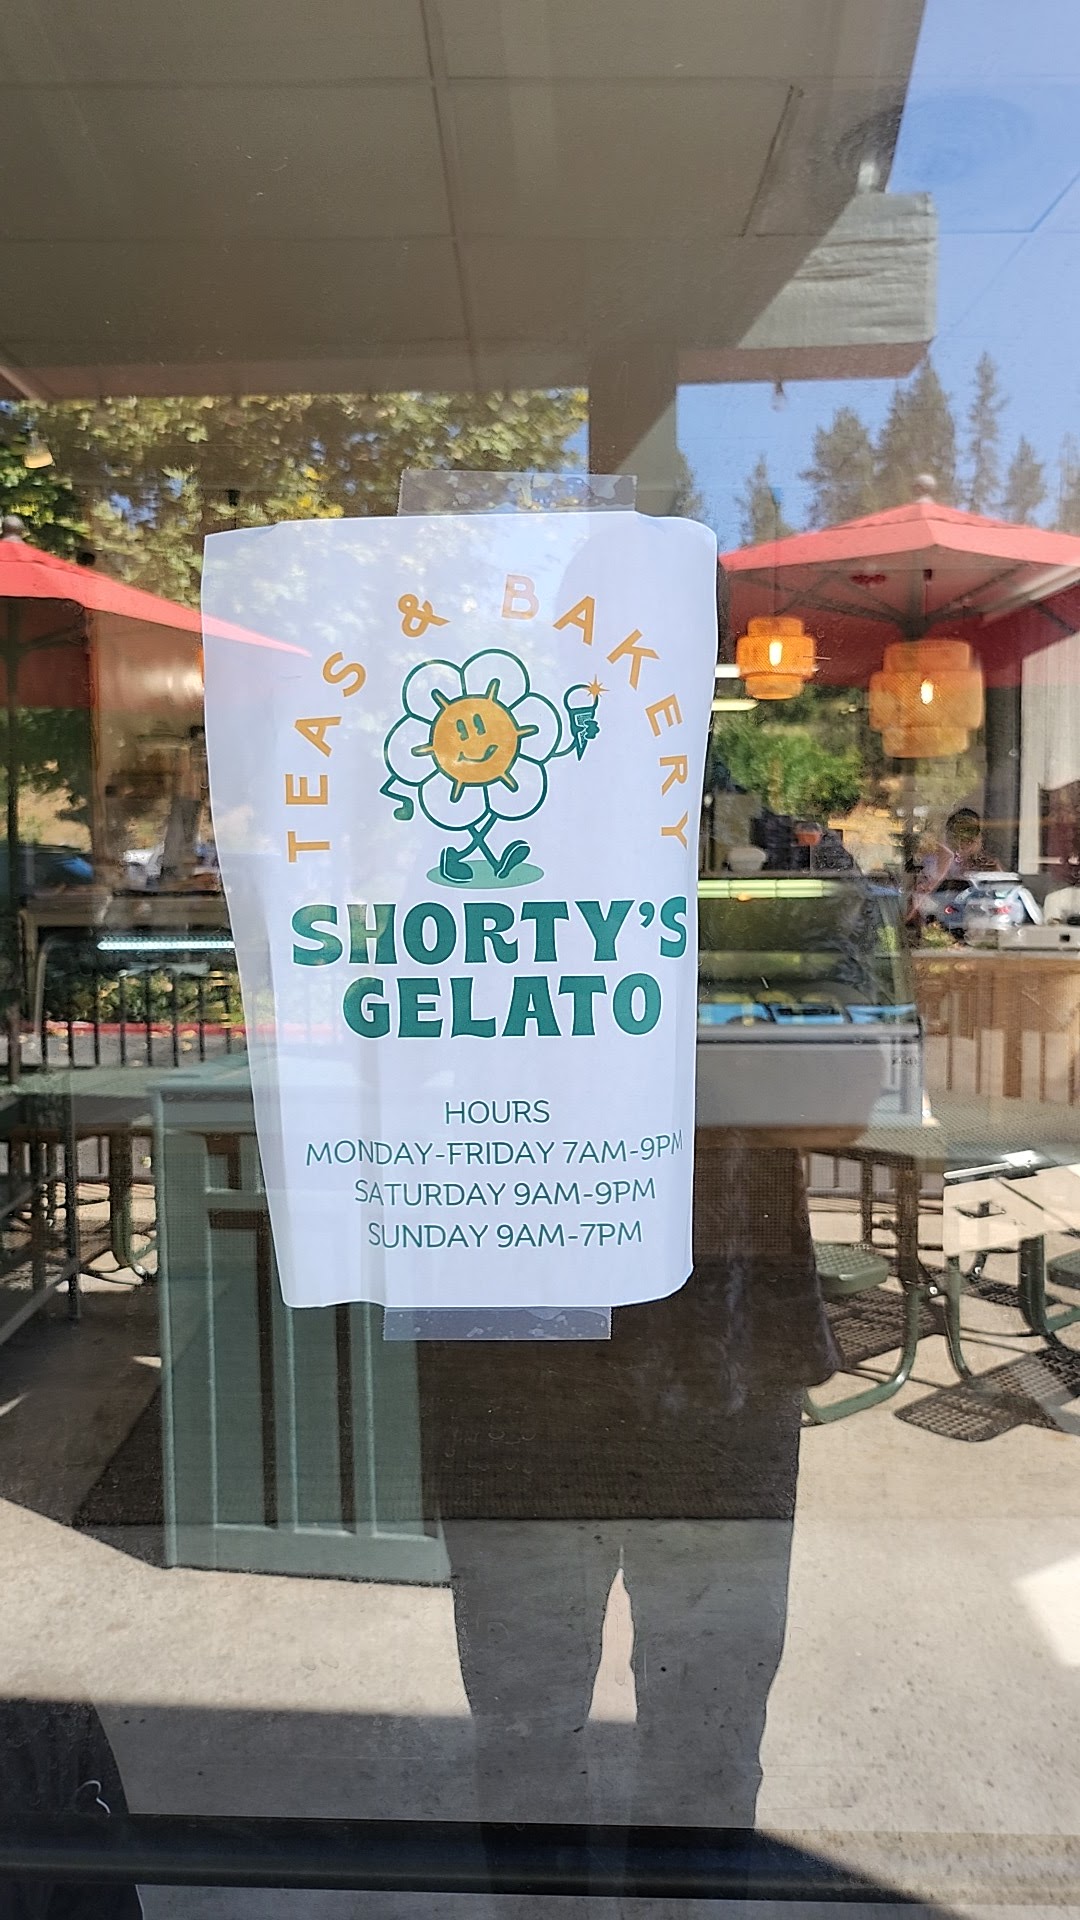 TEAS & BAKERY
SHORTY'S
GELATO
HOURS
MONDAY-FRIDAY 7AM-9PM
SATURDAY 9AM-9PM
SUNDAY 9AM-7PM